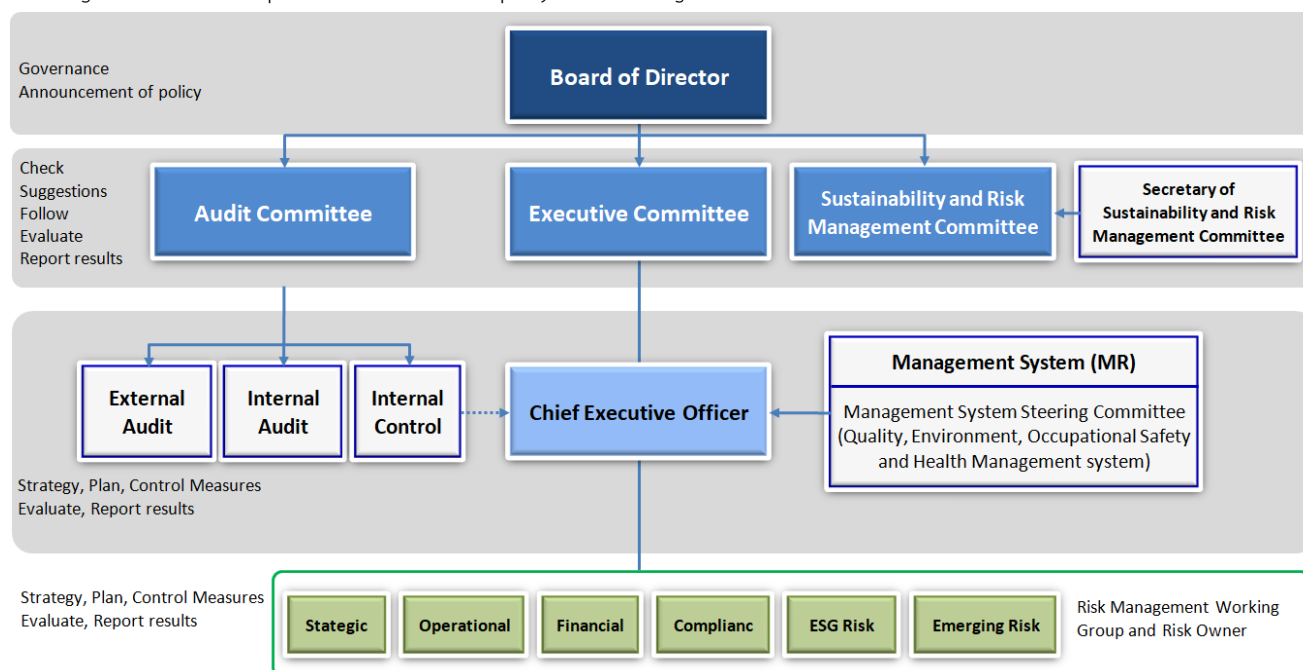 Board of Director
Governance
Announcement of policy
Check
Suggestions
Follow
Evaluate
Report results
Audit Committee
Executive Committee
Sustainability and Risk
Management Committee
Secretary of
Sustainability and Risk
Management Committee
External
Audit
Internal
Audit
Internal
Control
Chief Executive Officer
Management System (MR)
Management System Steering Committee
(Quality, Environment, Occupational Safety
and Health Management system)
Strategy, Plan, Control Measures
Evaluate, Report results
Strategy, Plan, Control Measures
Evaluate, Report results
Stategic
Operational
Financial
Complianc
ESG Risk
Emerging Risk
Risk Management Working
Group and Risk Owner